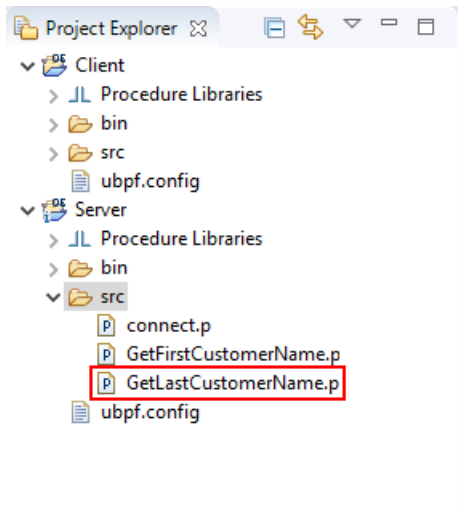 Project Explorer
Client
Procedure Libraries
bin
src
ubpf.config
Server
Procedure Libraries
bin
src
connect.p
GetFirstCustomerName.p
GetLastCustomerName.p
ubpf.config